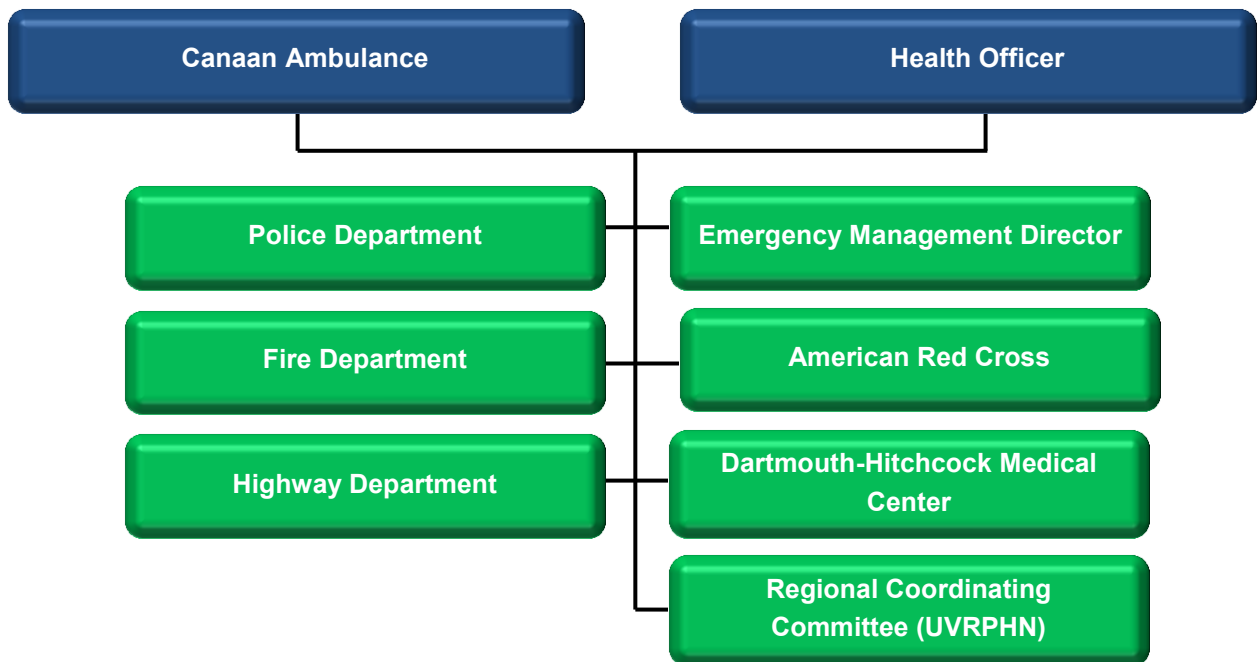 Canaan Ambulance
Health Officer
Police Department
Emergency Management Director
Fire Department
American Red Cross
Highway Department
Dartmouth-Hitchcock Medical
Center
Regional Coordinating
Committee (UVRPHN)